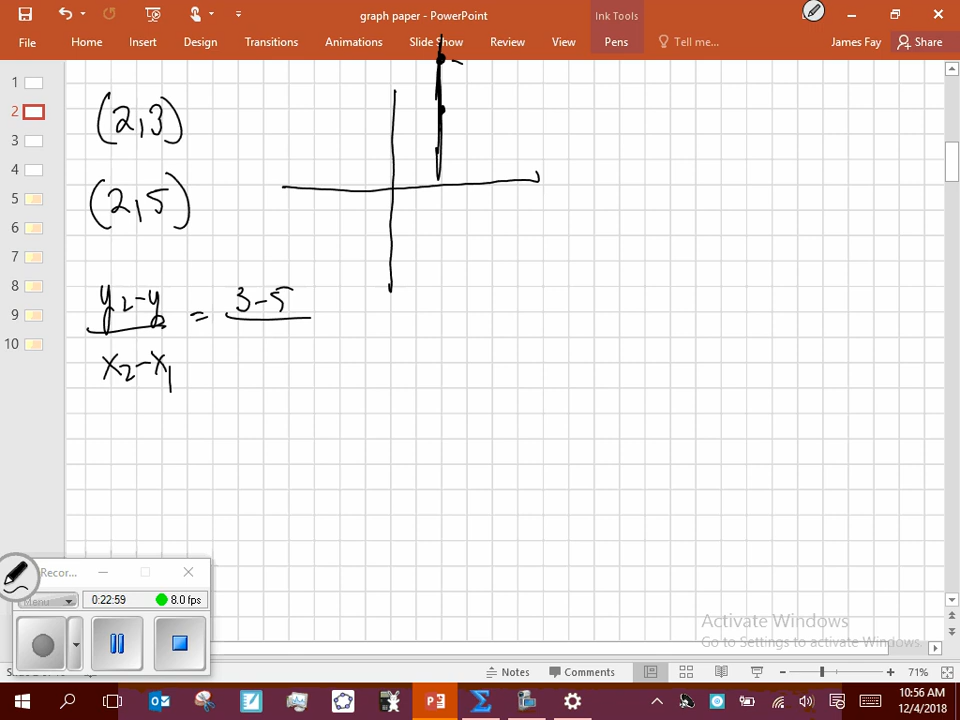 graph paper - PowerPoint
Ink Tools
File
Home
Insert
Design
Transitions
Animations
Slide Show
Review
View
Pens
Tell me...
James Fay
Share
1
2
3
4
5
6
7
8
9
10
(2,3)
(2,5)
y2-y2 = 3-5
x2-x1
Recor...
Menu
0:22:59
8.0 fps
Activate Windows
Go to Settings to activate Windows.
Notes
Comments
71%
10:56 AM
12/4/2018